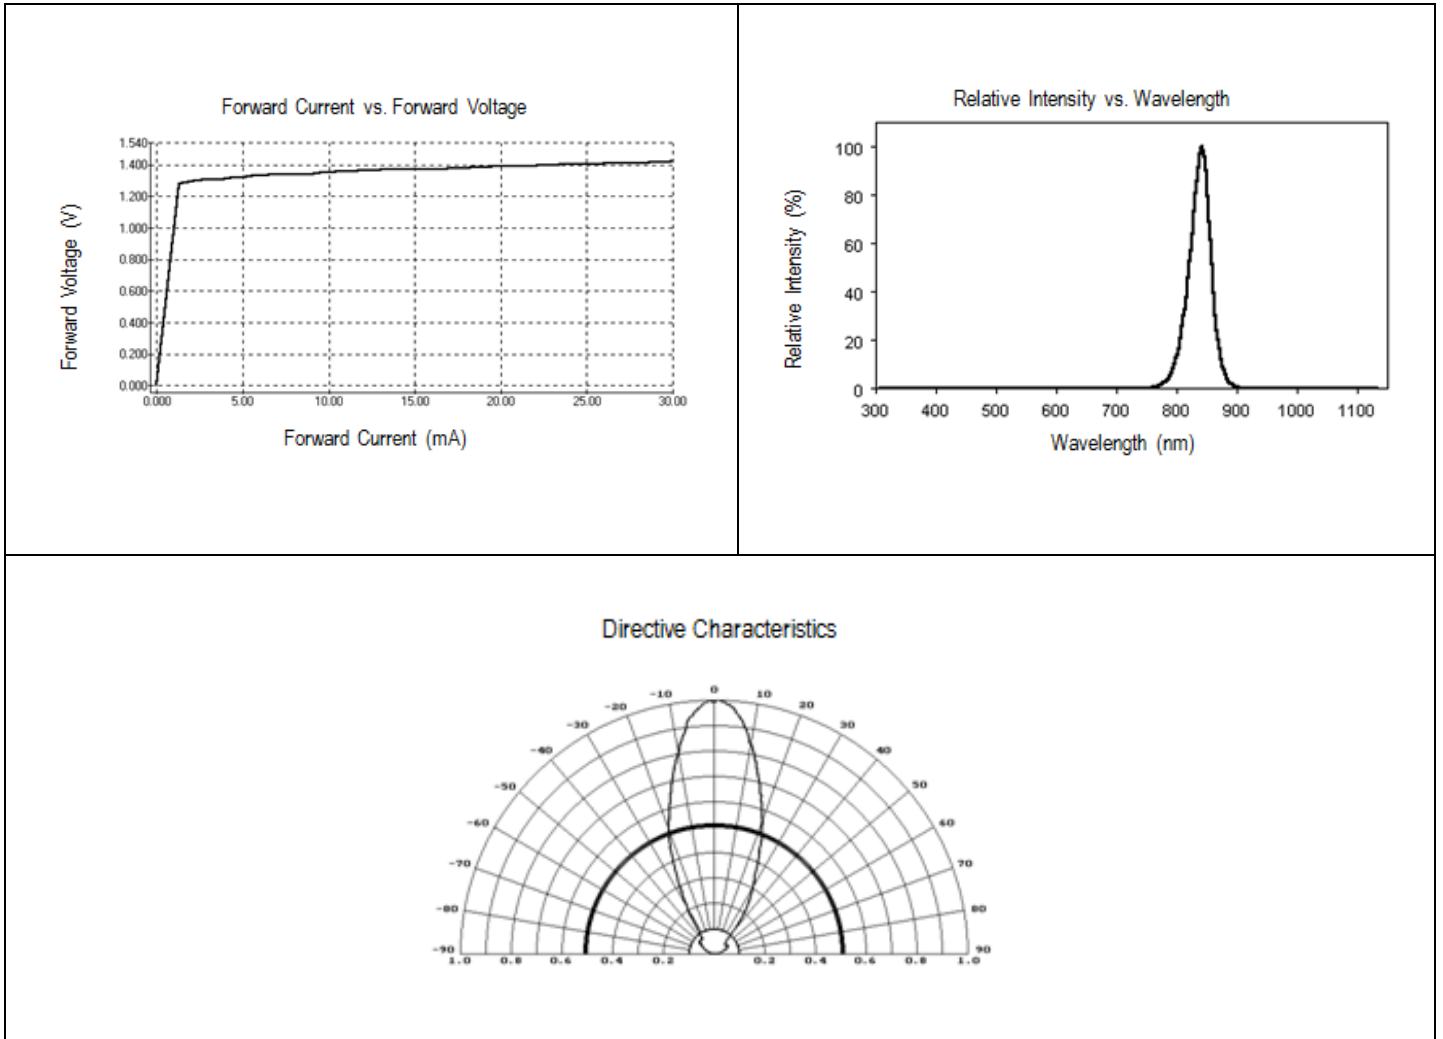 Forward Current vs. Forward Voltage
1.540
1.400
1.200
1.000
0.800
0.600
0.400
0.200
0.000
Forward Voltage (V)
0.000 5.00 10.00 15.00 20.00 25.00 30.00
Forward Current (mA)
Relative Intensity vs. Wavelength
100
80
60
40
20
0
Relative Intensity (%)
300 400 500 600 700 800 900 1000 1100
Wavelength (nm)
Directive Characteristics
-10 0 10
-20 20
-30 30
-40 40
-50 50
-60 60
-70 70
-80 80
-90 90
1.0 0.8 0.6 0.4 0.2 0.2 0.4 0.6 0.8 1.0